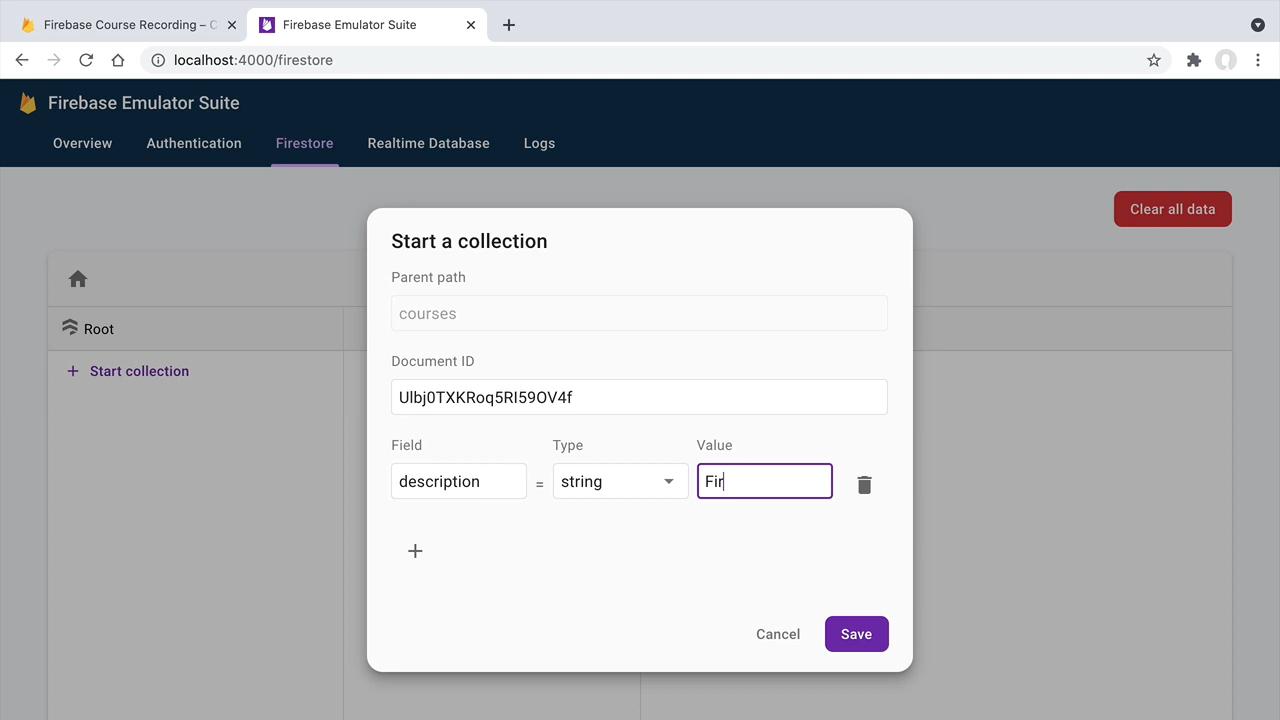 Firebase Course Recording – C
Firebase Emulator Suite
localhost:4000/firestore
Firebase Emulator Suite
Overview Authentication Firestore Realtime Database Logs
Clear all data
Root
Start collection
Start a collection
Parent path
courses
Document ID
Ulbj0TXKRoq5RI59OV4f
Field Type Value
description = string Fir
+
Cancel Save